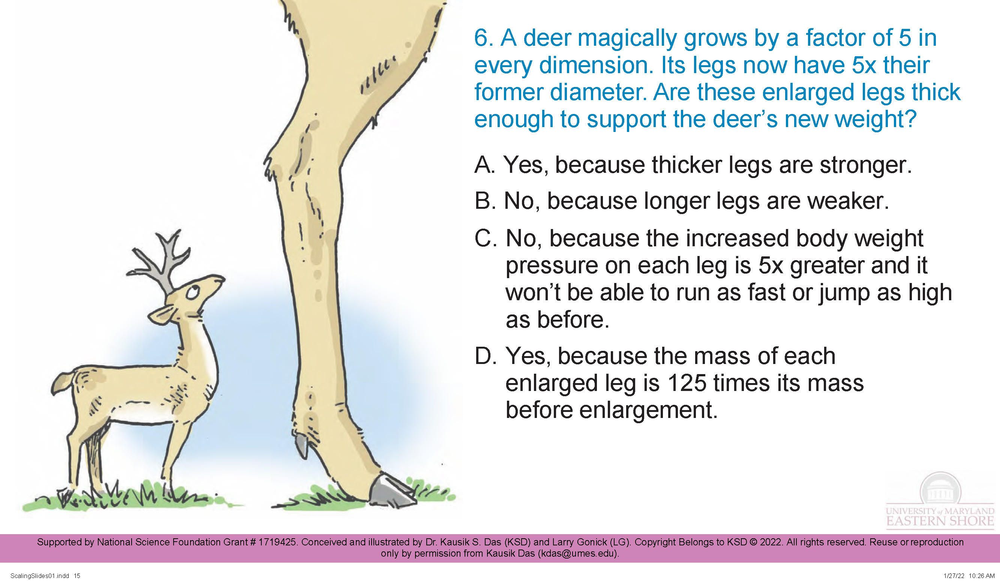 6. A deer magically grows by a factor of 5 in
every dimension. Its legs now have 5x their
former diameter. Are these enlarged legs thick
enough to support the deer’s new weight?
A. Yes, because thicker legs are stronger.
B. No, because longer legs are weaker.
C. No, because the increased body weight
pressure on each leg is 5x greater and it
won’t be able to run as fast or jump as high
as before.
D. Yes, because the mass of each
enlarged leg is 125 times its mass
before enlargement.
UNIVERSITY of MARYLAND
EASTERN SHORE
Supported by National Science Foundation Grant # 1719425. Conceived and illustrated by Dr. Kausik S. Das (KSD) and Larry Gonick (LG). Copyright Belongs to KSD © 2022. All rights reserved. Reuse or reproduction
only by permission from Kausik Das (kdas@umes.edu).
ScalingSlides01.indd 15
1/27/22 10:26 AM